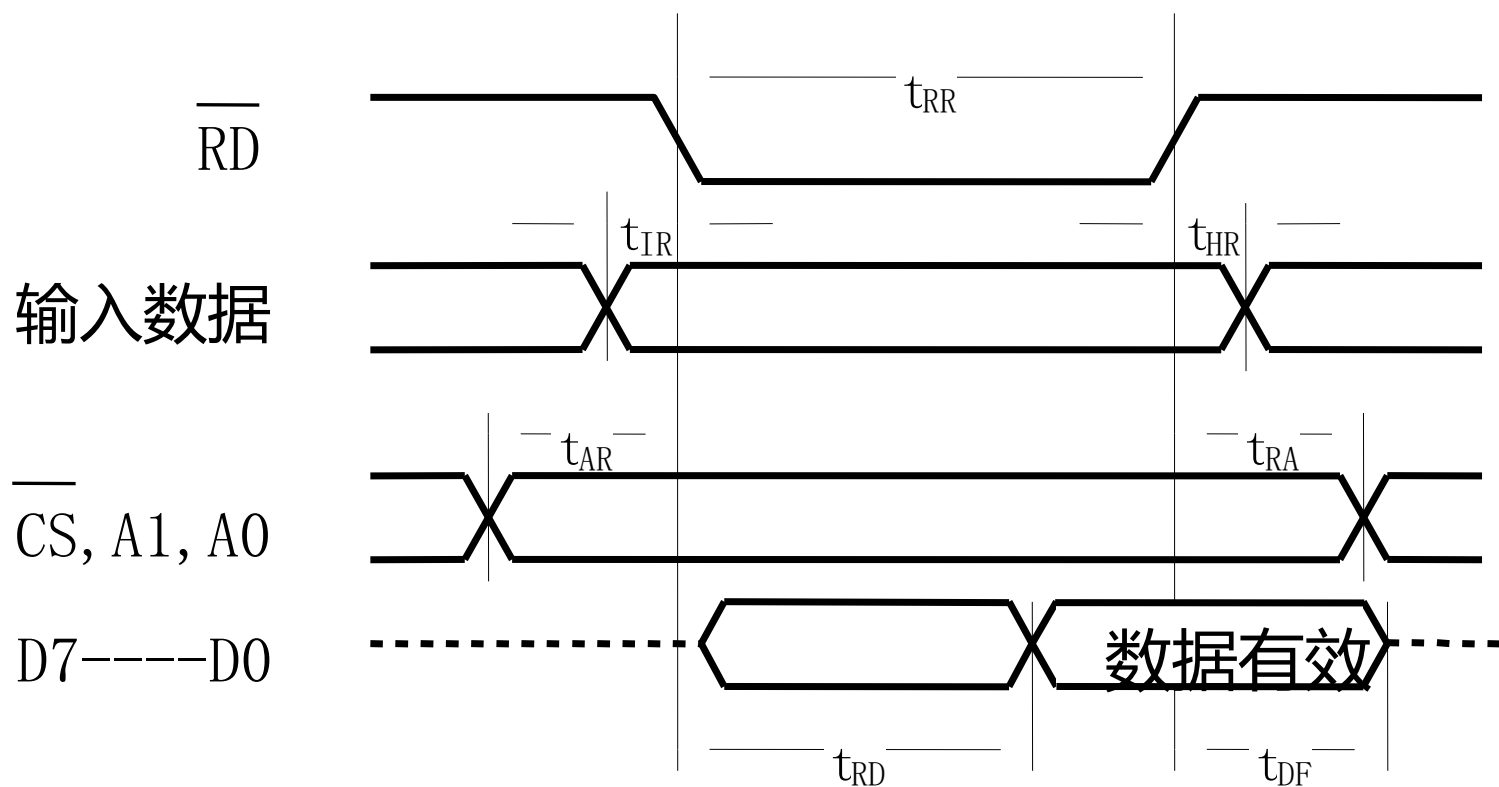 tRR
RD
tIR tHR
输入数据
tAR tRA
CS, A1, A0
D7----D0
数据有效
tRD tDF